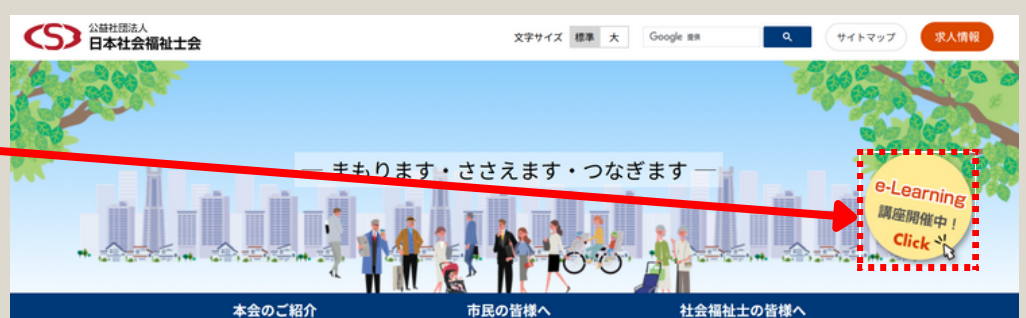 公益社団法人
日本社会福祉士会
文字サイズ 標準 大 Google 提供 サイトマップ 求人情報
― まもります・ささえます・つなぎます ―
e-Learning
講座開催中！
Click
本会のご紹介 市民の皆様へ 社会福祉士の皆様へ